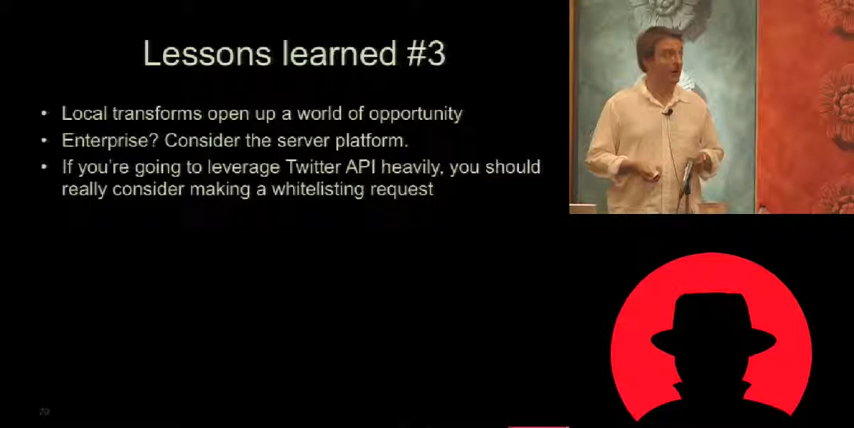 Lessons learned #3
• Local transforms open up a world of opportunity
• Enterprise? Consider the server platform.
• If you're going to leverage Twitter API heavily, you should
really consider making a whitelisting request